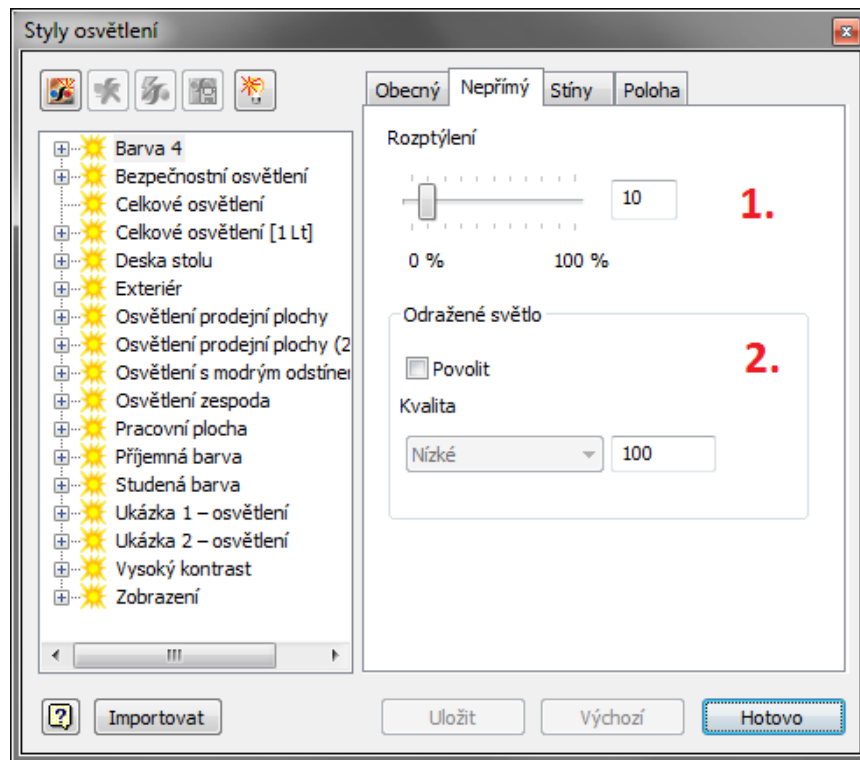 Styly osvětlení
Obecný Nepřímý Stíny Poloha
Barva 4
Bezpečnostní osvětlení
Celkové osvětlení
Celkové osvětlení [1 Lt]
Deska stolu
Exteriér
Osvětlení prodejní plochy
Osvětlení prodejní plochy (2
Osvětlení s modrým odstíne
Osvětlení zespoda
Pracovní plocha
Příjemná barva
Studená barva
Ukázka 1 – osvětlení
Ukázka 2 – osvětlení
Vysoký kontrast
Zobrazení
Rozptýlení
10
1.
0 % 100 %
Odražené světlo
2.
Povolit
Kvalita
Nízké 100
Importovat Uložit Výchozí Hotovo